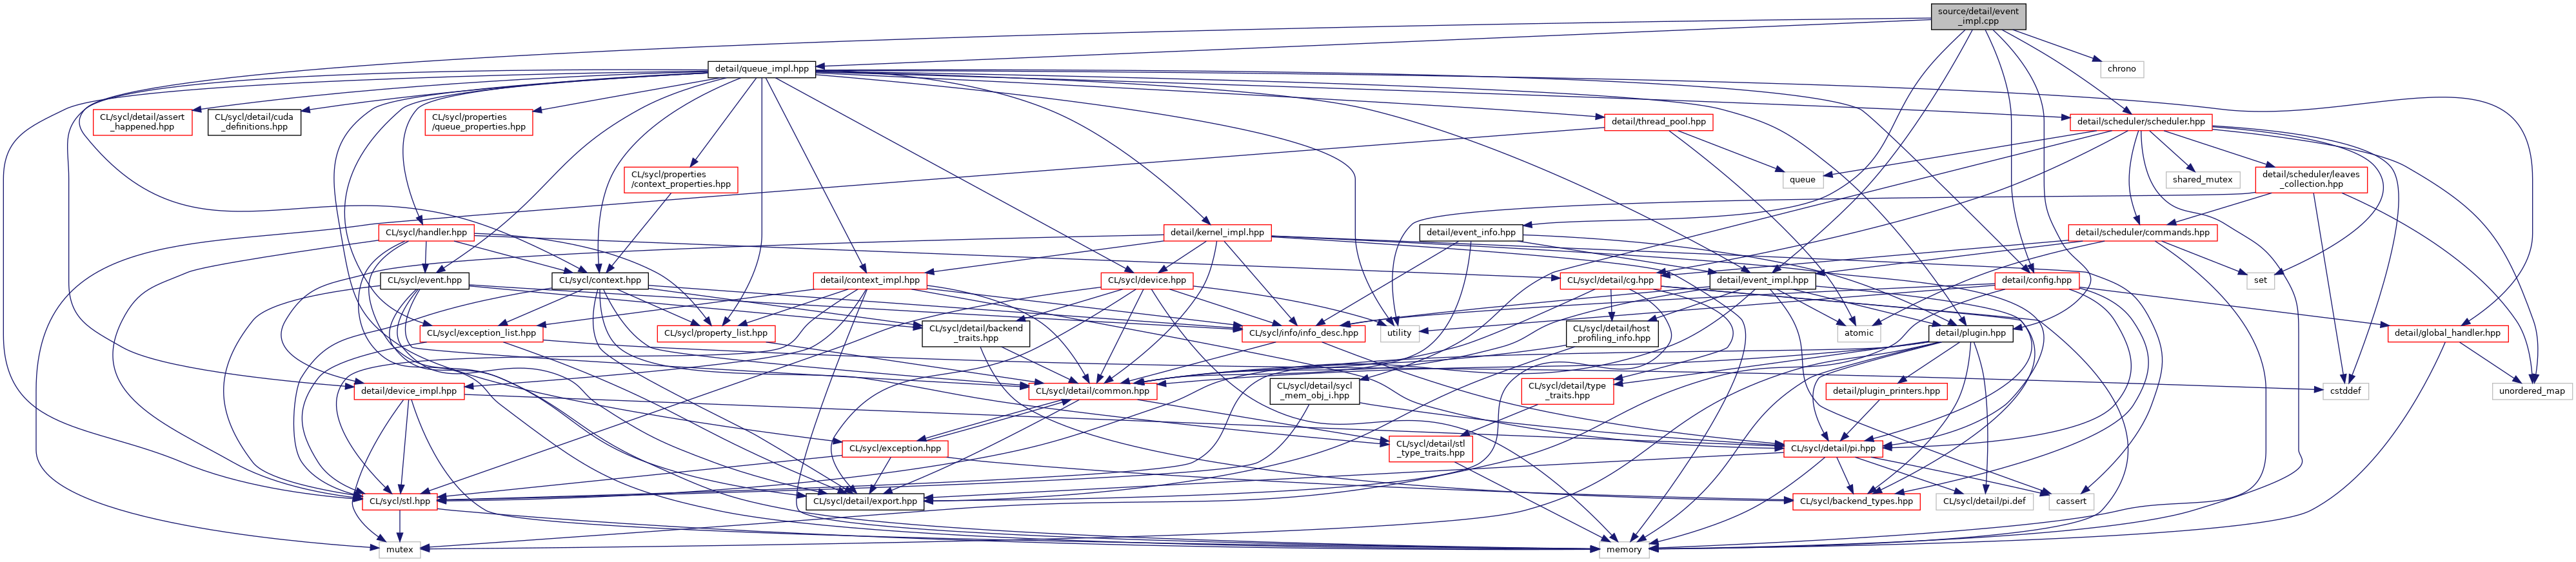 source/detail/event
_impl.cpp
detail/queue_impl.hpp
chrono
CL/sycl/detail/assert
_happened.hpp
CL/sycl/detail/cuda
_definitions.hpp
CL/sycl/properties
/queue_properties.hpp
detail/thread_pool.hpp
detail/scheduler/scheduler.hpp
CL/sycl/properties
/context_properties.hpp
queue
shared_mutex
detail/scheduler/leaves
_collection.hpp
CL/sycl/handler.hpp
detail/kernel_impl.hpp
detail/event_info.hpp
detail/scheduler/commands.hpp
CL/sycl/event.hpp
CL/sycl/context.hpp
detail/context_impl.hpp
CL/sycl/device.hpp
CL/sycl/detail/cg.hpp
detail/event_impl.hpp
detail/config.hpp
set
CL/sycl/exception_list.hpp
CL/sycl/property_list.hpp
CL/sycl/detail/backend
_traits.hpp
CL/sycl/info/info_desc.hpp
utility
CL/sycl/detail/host
_profiling_info.hpp
atomic
detail/plugin.hpp
detail/global_handler.hpp
detail/device_impl.hpp
CL/sycl/detail/common.hpp
CL/sycl/detail/sycl
_mem_obj_i.hpp
CL/sycl/detail/type
_traits.hpp
detail/plugin_printers.hpp
cstddef
unordered_map
CL/sycl/exception.hpp
CL/sycl/detail/stl
_type_traits.hpp
CL/sycl/detail/pi.hpp
CL/sycl/stl.hpp
CL/sycl/detail/export.hpp
CL/sycl/backend_types.hpp
CL/sycl/detail/pi.def
cassert
mutex
memory